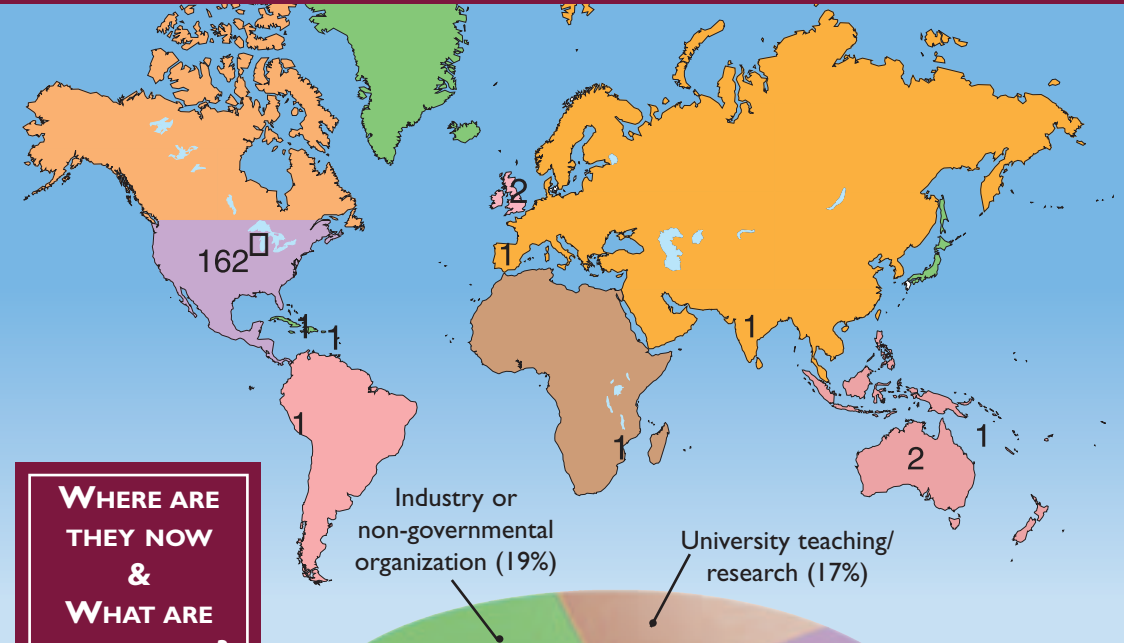 2
162
1
1
1
1
1
1
1
2
WHERE ARE
THEY NOW
&
WHAT ARE
Industry or
non-governmental
organization (19%)
University teaching/
research (17%)